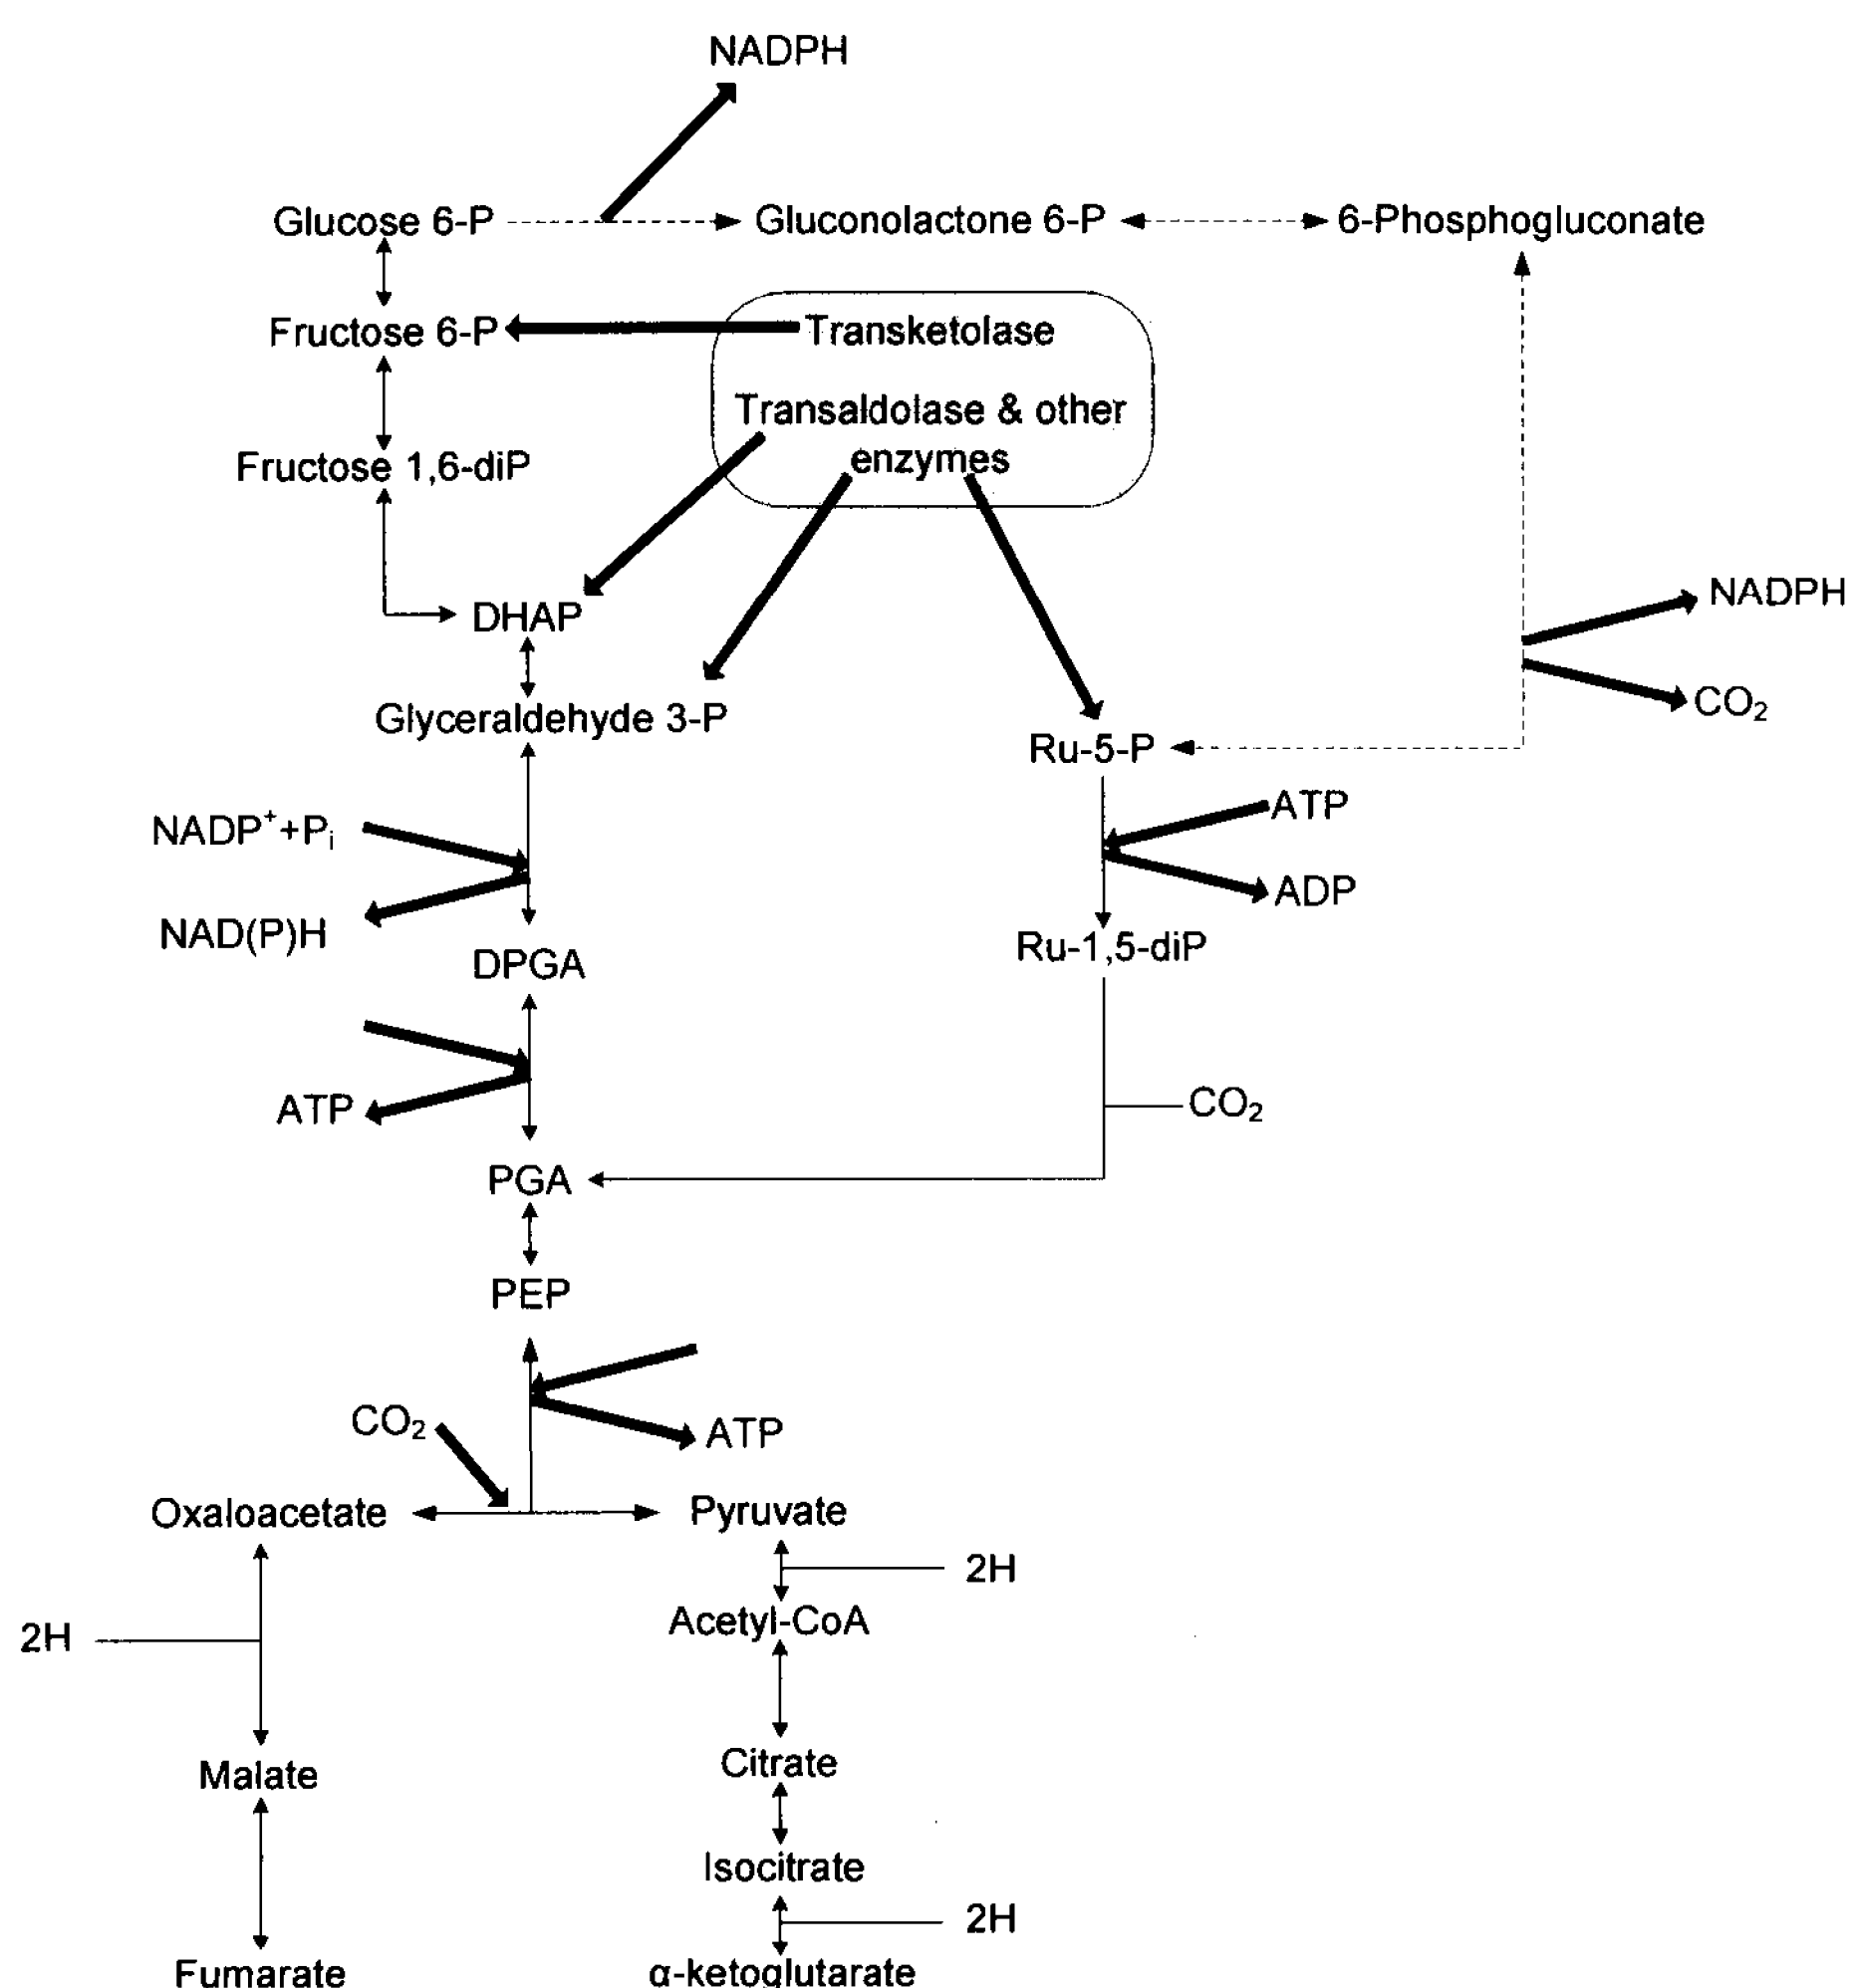 NADPH
Glucose 6-P
Gluconolactone 6-P
6-Phosphogluconate
Fructose 6-P
Transketolase
Transaldolase & other
enzymes
Fructose 1,6-diP
DHAP
NADPH
CO₂
Glyceraldehyde 3-P
Ru-5-P
NADP⁺+Pᵢ
ATP
NAD(P)H
ADP
DPGA
Ru-1,5-diP
ATP
CO₂
PGA
PEP
CO₂
ATP
Oxaloacetate
Pyruvate
2H
Acetyl-CoA
2H
Malate
Citrate
Isocitrate
2H
Fumarate
α-ketoglutarate